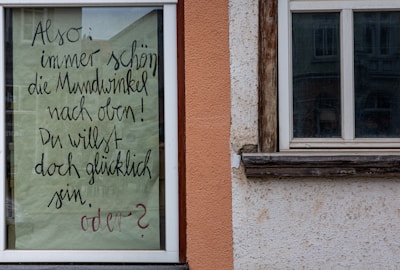 Also:
immer schön
die Mundwinkel
nach oben!
Du willst
doch glücklich
sein.
oder?